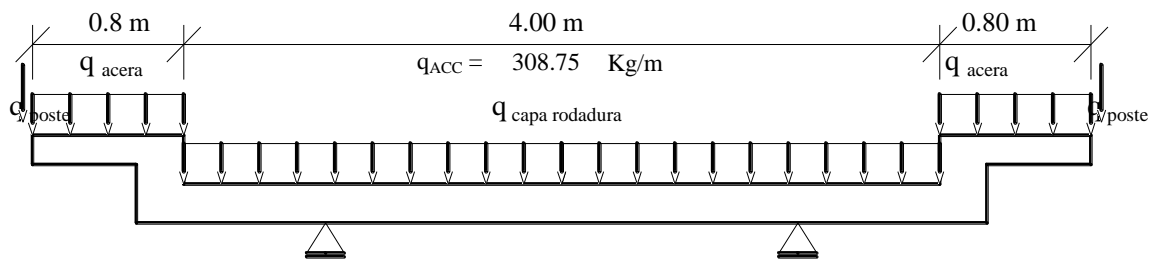 0.8 m 4.00 m 0.80 m
q acera qACC = 308.75 Kg/m q acera
q poste q capa rodadura q poste